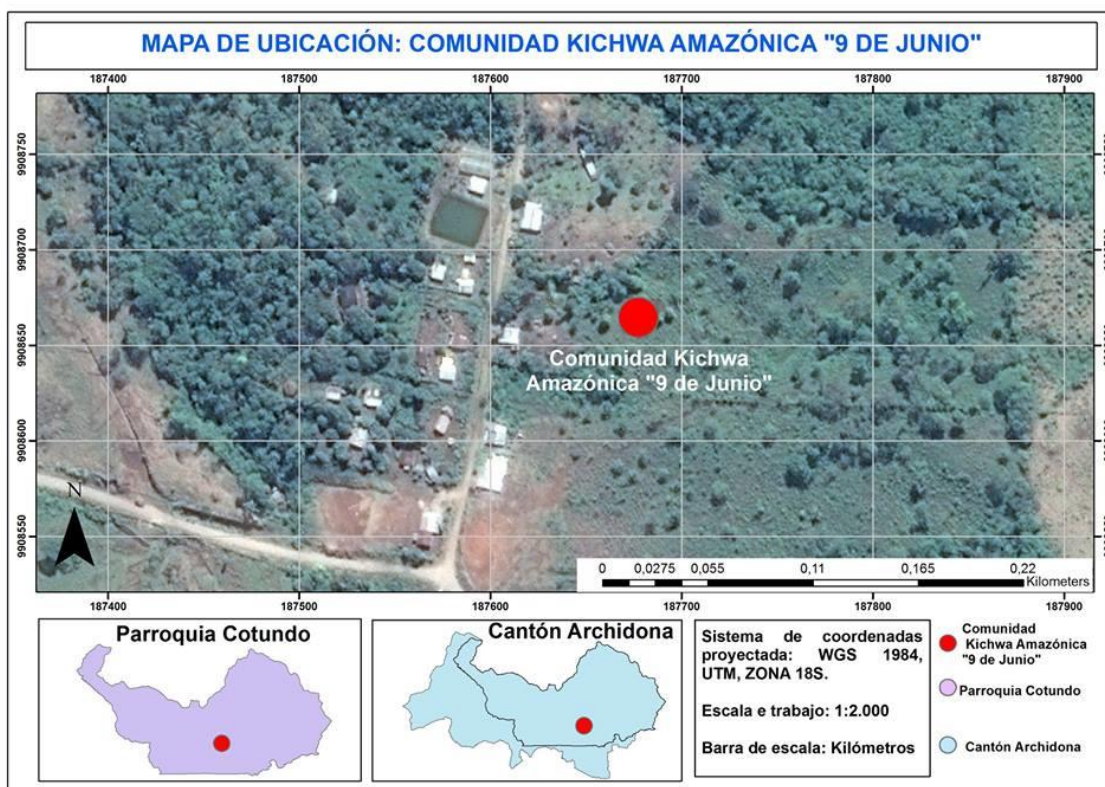 MAPA DE UBICACIÓN: COMUNIDAD KICHWA AMAZÓNICA "9 DE JUNIO"
187400 187500 187600 187700 187800 187900
9908750
9908700
9908650
9908600
9908550
Comunidad Kichwa
Amazónica "9 de Junio"
N
0 0,0275 0,055 0,11 0,165 0,22
Kilometers
187400 187500 187600 187700 187800 187900
Parroquia Cotundo
Cantón Archidona
Sistema de coordenadas
proyectada: WGS 1984,
UTM, ZONA 18S.
Escala e trabajo: 1:2.000
Barra de escala: Kilómetros
Comunidad
Kichwa Amazónica
"9 de Junio"
Parroquia Cotundo
Cantón Archidona